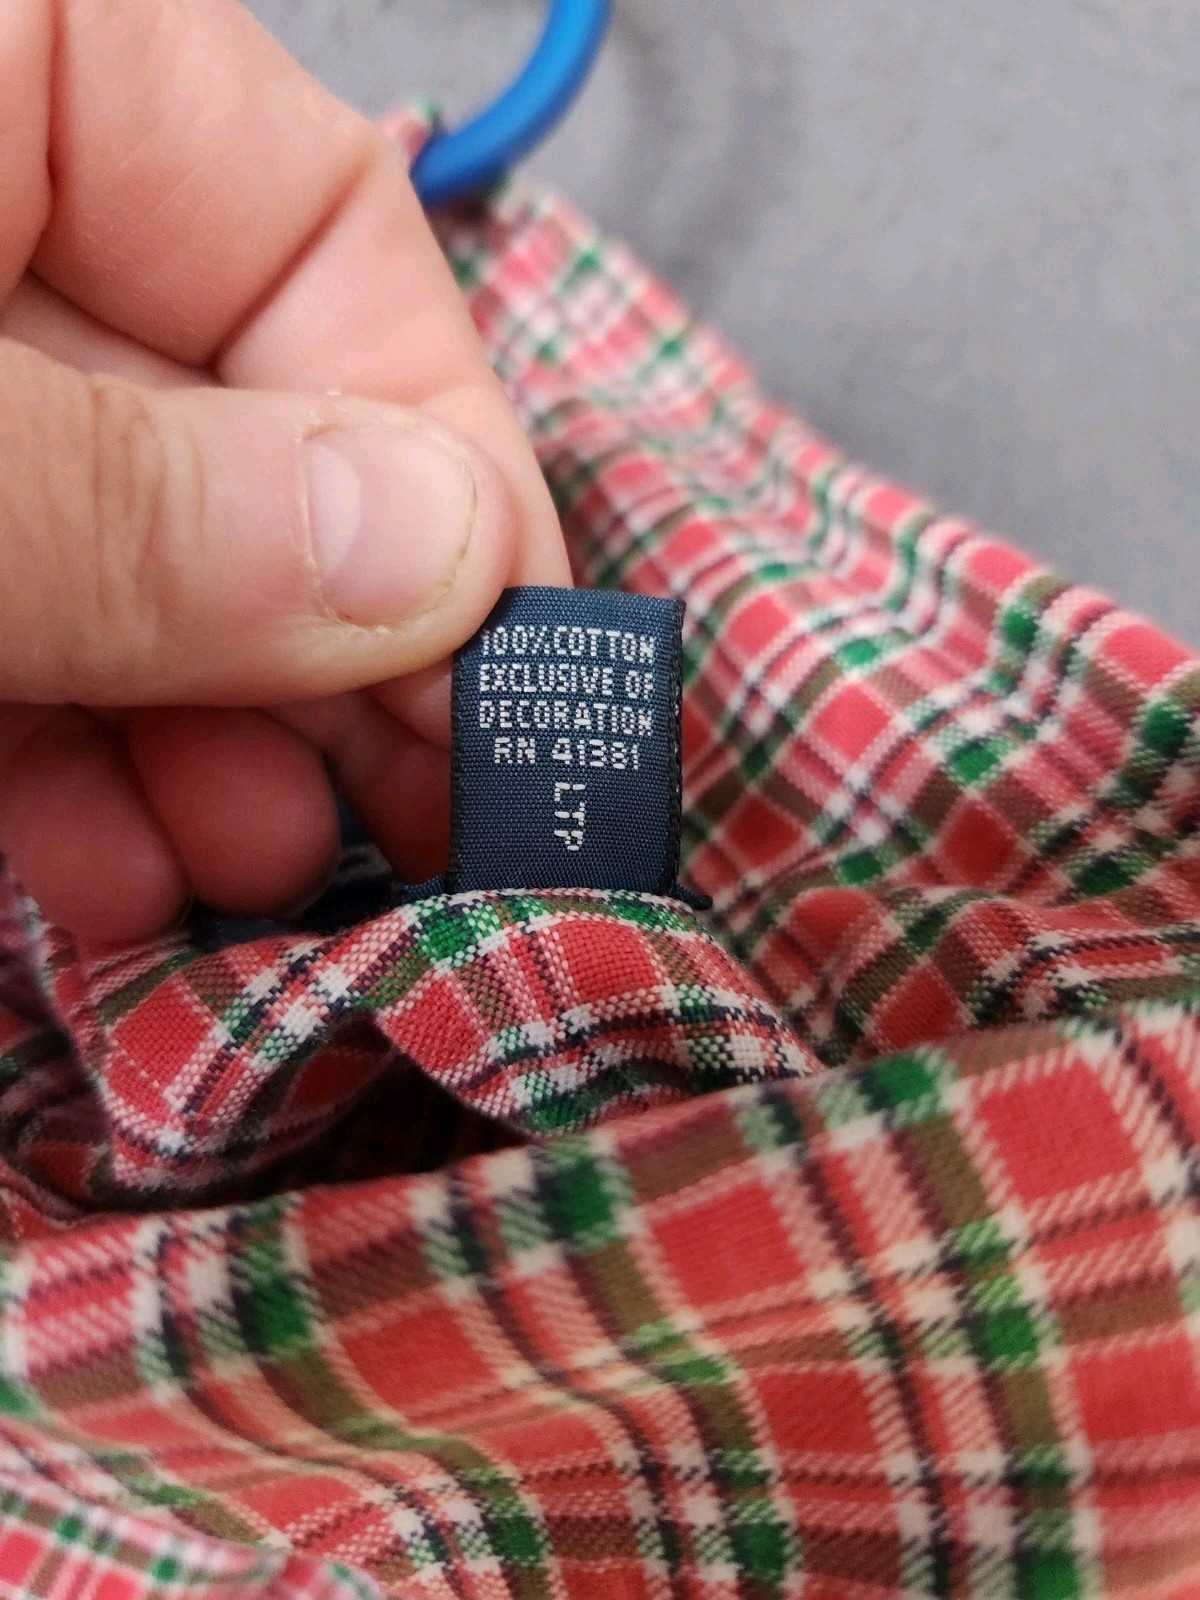 100% COTTON
EXCLUSIVE OF
DECORATION
RN 41381
LTP